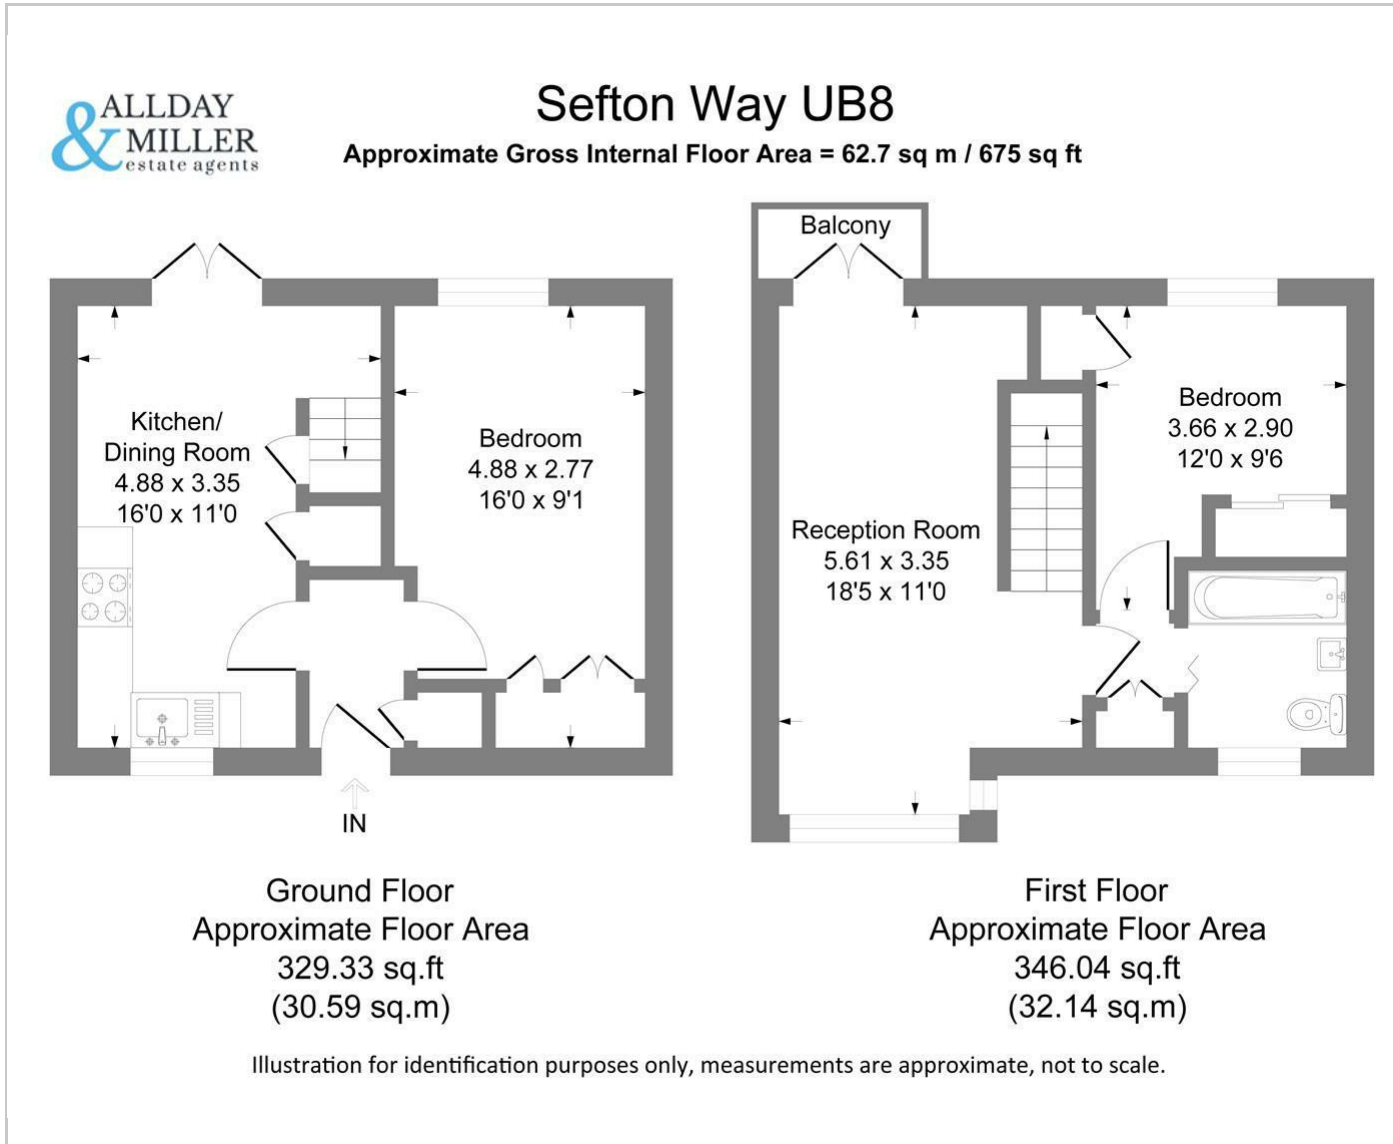 ALLDAY
& MILLER
estate agents
Sefton Way UB8
Approximate Gross Internal Floor Area = 62.7 sq m / 675 sq ft
Kitchen/
Dining Room
4.88 x 3.35
16'0 x 11'0
Bedroom
4.88 x 2.77
16'0 x 9'1
IN
Ground Floor
Approximate Floor Area
329.33 sq.ft
(30.59 sq.m)
Balcony
Reception Room
5.61 x 3.35
18'5 x 11'0
Bedroom
3.66 x 2.90
12'0 x 9'6
First Floor
Approximate Floor Area
346.04 sq.ft
(32.14 sq.m)
Illustration for identification purposes only, measurements are approximate, not to scale.